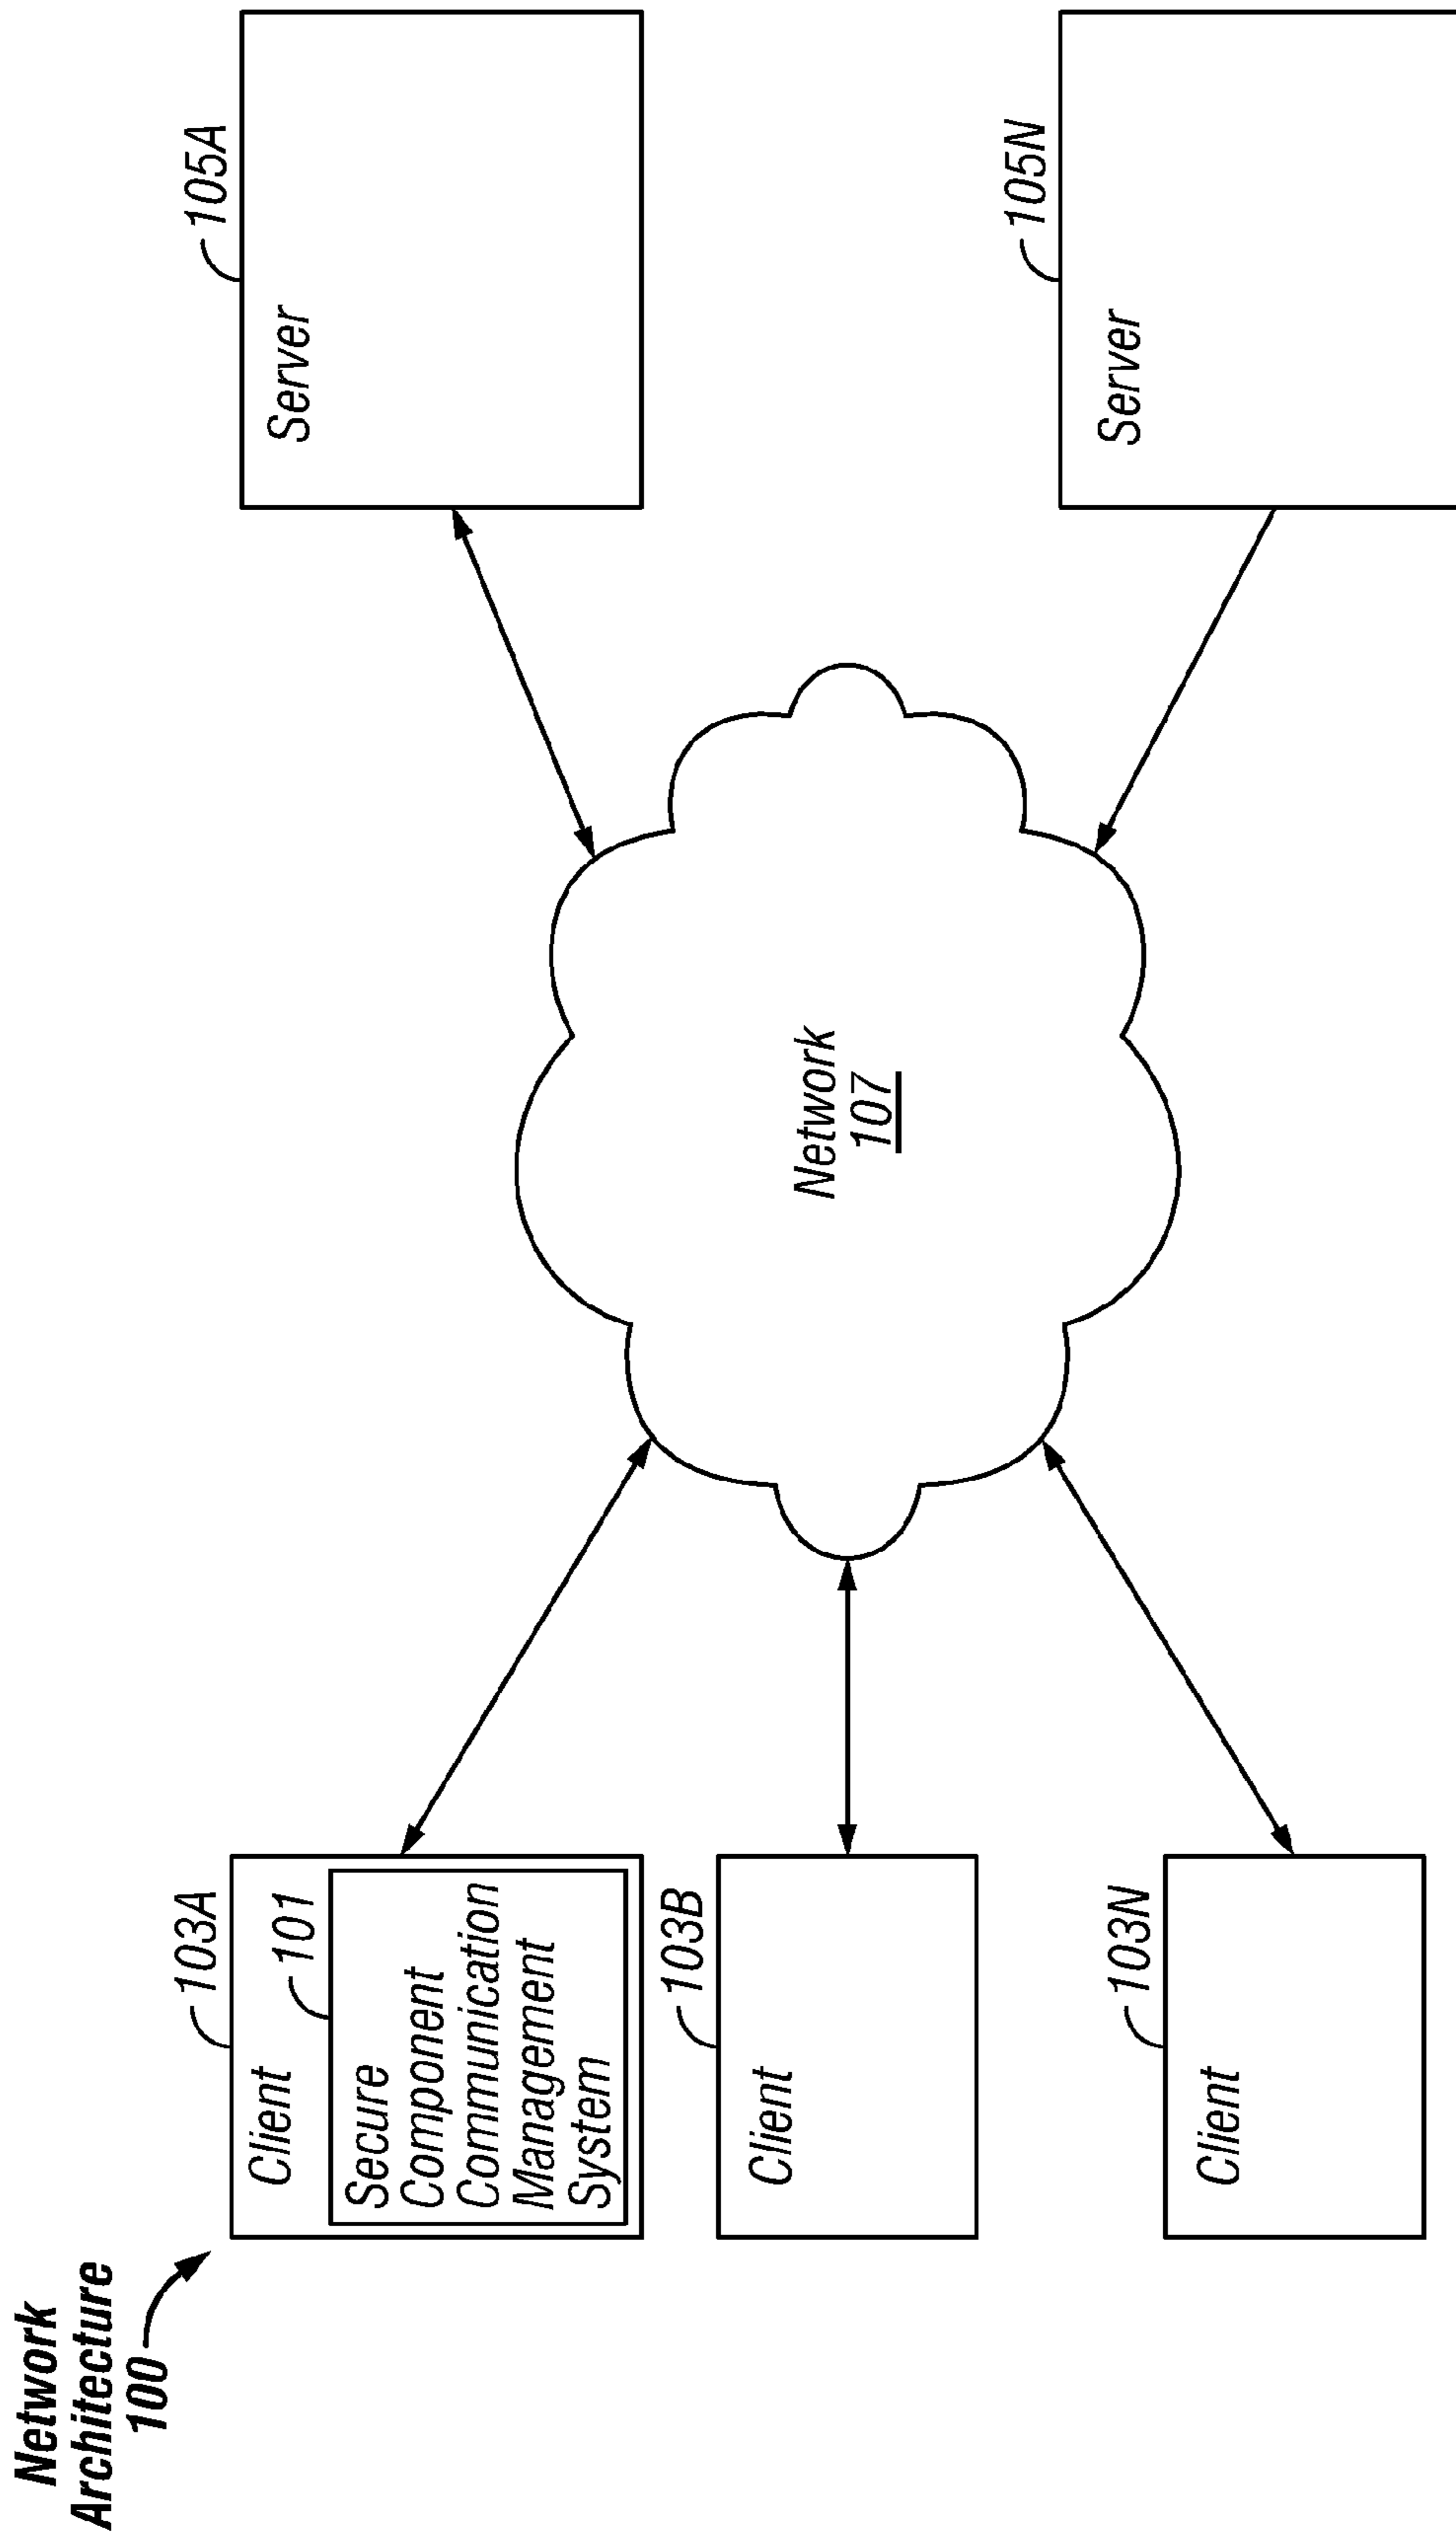 Network
Architecture
100
103A
Client
101
Secure
Component
Communication
Management
System
103B
Client
103N
Client
Network
107
105A
Server
105N
Server